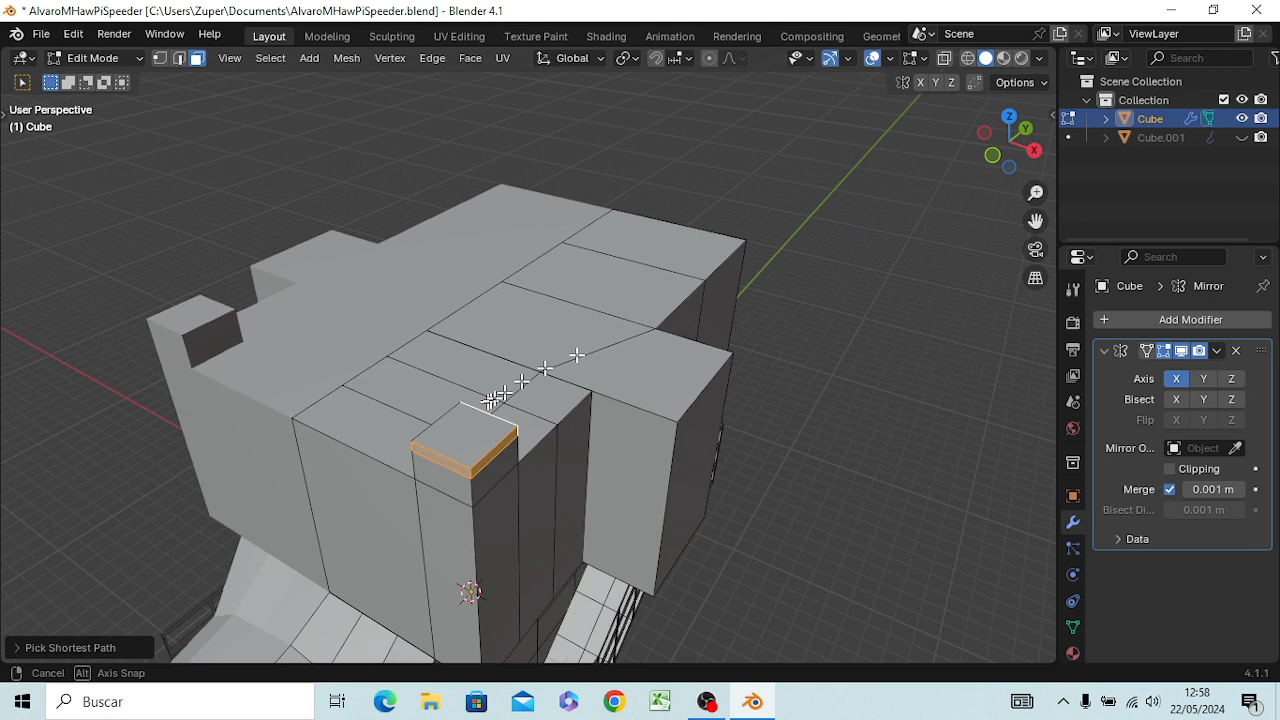 * AlvaroMHawPiSpeeder [C:\Users\Zuper\Documents\AlvaroMHawPiSpeeder.blend] - Blender 4.1
File Edit Render Window Help Layout Modeling Sculpting UV Editing Texture Paint Shading Animation Rendering Compositing Geomet Scene ViewLayer
Edit Mode View Select Add Mesh Vertex Edge Face UV Global Search
X Y Z Options
Scene Collection
Collection
Cube
Cube.001
User Perspective
(1) Cube
Z
Y
X
Search
Cube > Mirror
+ Add Modifier
Axis X Y Z
Bisect X Y Z
Flip X Y Z
Mirror O... Object
Clipping
Merge 0.001 m
Bisect Di... 0.001 m
> Data
> Pick Shortest Path
Cancel Alt Axis Snap 4.1.1
Buscar
12:58
22/05/2024
1